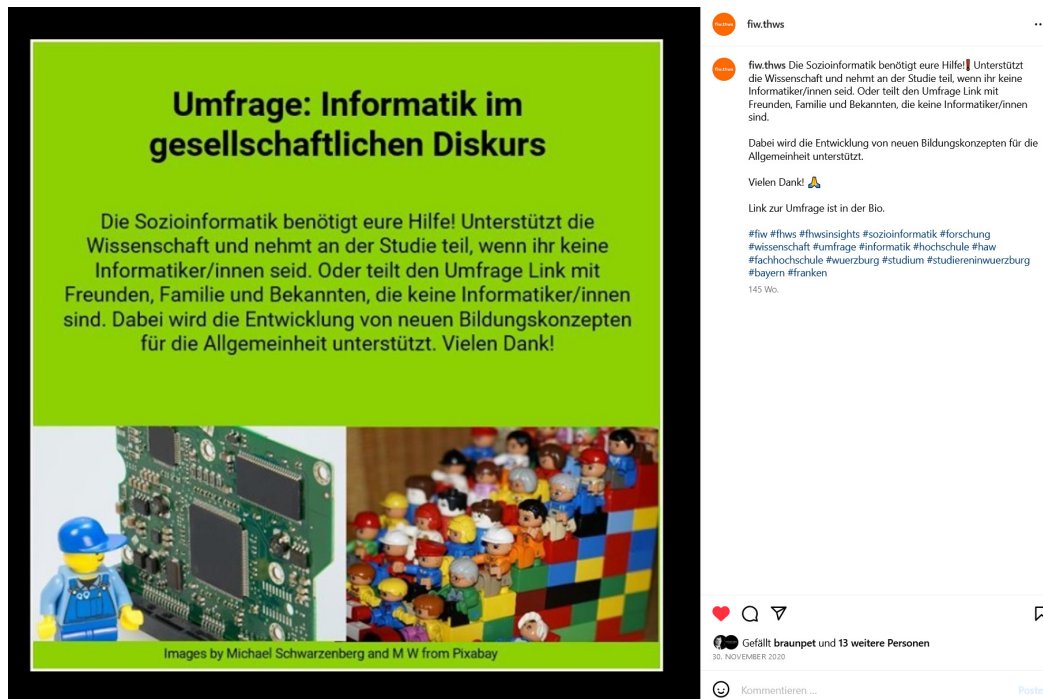 Umfrage: Informatik im
gesellschaftlichen Diskurs
Die Sozioinformatik benötigt eure Hilfe! Unterstützt die
Wissenschaft und nehmt an der Studie teil, wenn ihr keine
Informatiker/innen seid. Oder teilt den Umfrage Link mit
Freunden, Familie und Bekannten, die keine Informatiker/innen
sind. Dabei wird die Entwicklung von neuen Bildungskonzepten
für die Allgemeinheit unterstützt. Vielen Dank!
Images by Michael Schwarzenberg and M W from Pixabay
fiw.thws
fiw.thws Die Sozioinformatik benötigt eure Hilfe!❗ Unterstützt
die Wissenschaft und nehmt an der Studie teil, wenn ihr keine
Informatiker/innen seid. Oder teilt den Umfrage Link mit
Freunden, Familie und Bekannten, die keine Informatiker/innen
sind.
Dabei wird die Entwicklung von neuen Bildungskonzepten für die
Allgemeinheit unterstützt.
Vielen Dank! 🙏
Link zur Umfrage ist in der Bio.
#fiw #fhws #fhwsinsights #sozioinformatik #forschung
#wissenschaft #umfrage #informatik #hochschule #haw
#fachhochschule #wuerzburg #studium #studiereninwuerzburg
#bayern #franken
145 Wo.
Gefällt braunpet und 13 weitere Personen
30. NOVEMBER 2020
Kommentieren ...
Poste